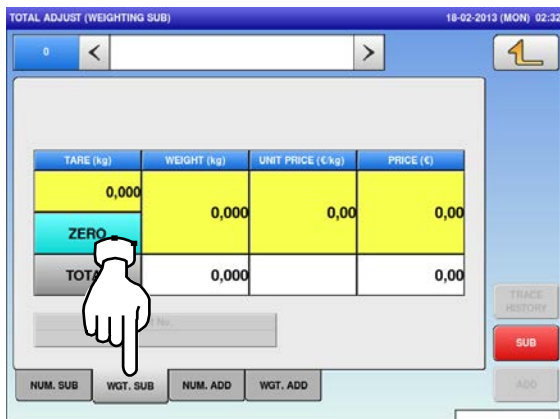 TOTAL ADJUST (WEIGHTING SUB) 18-02-2013 (MON) 02:32
0 < >
TARE (kg) WEIGHT (kg) UNIT PRICE (€/kg) PRICE (€)
0,000
0,000 0,00 0,00
ZERO
0,000 0,00
TRACE
HISTORY
No.
SUB
NUM. SUB WGT. SUB NUM. ADD WGT. ADD ADD